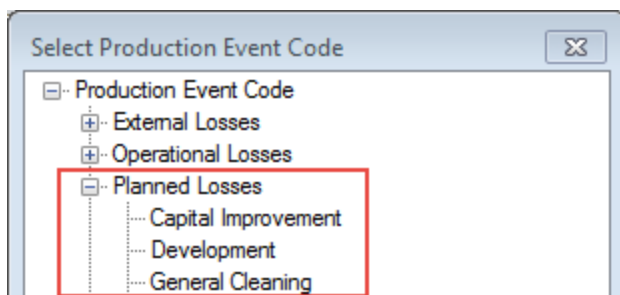 Select Production Event Code
Production Event Code
External Losses
Operational Losses
Planned Losses
Capital Improvement
Development
General Cleaning